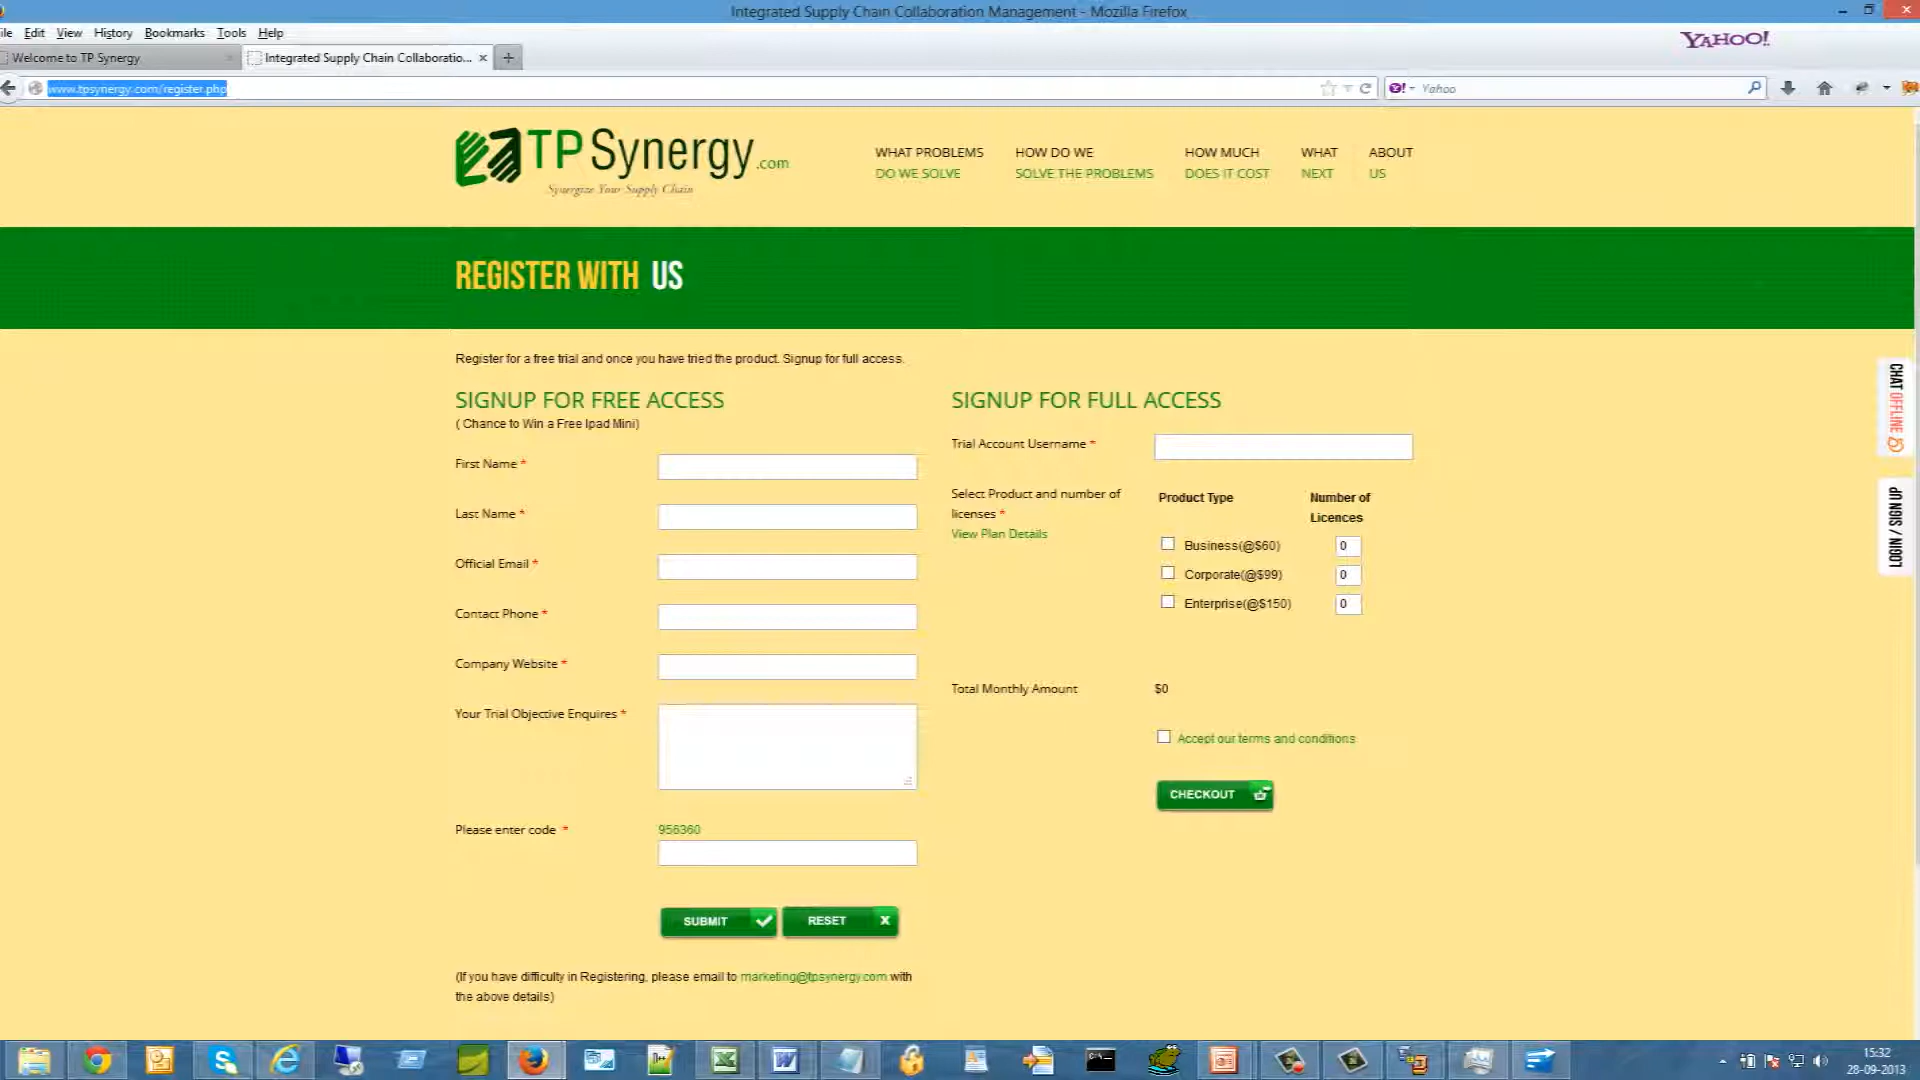 Integrated Supply Chain Collaboration Management - Mozilla Firefox
ile Edit View History Bookmarks Tools Help
YAHOO!
Welcome to TP Synergy
Integrated Supply Chain Collaboratio...
www.tpsynergy.com/register.php
Yahoo
TP Synergy.com
Synergize Your Supply Chain
WHAT PROBLEMS
DO WE SOLVE
HOW DO WE
SOLVE THE PROBLEMS
HOW MUCH
DOES IT COST
WHAT
NEXT
ABOUT
US
REGISTER WITH US
Register for a free trial and once you have tried the product. Signup for full access.
SIGNUP FOR FREE ACCESS
( Chance to Win a Free Ipad Mini)
First Name *
Last Name *
Official Email *
Contact Phone *
Company Website *
Your Trial Objective Enquires *
Please enter code *
956360
SUBMIT
RESET
(If you have difficulty in Registering, please email to marketing@tpsynergy.com with
the above details)
SIGNUP FOR FULL ACCESS
Trial Account Username *
Select Product and number of
licenses *
View Plan Details
Product Type
Number of
Licences
Business(@$60) 0
Corporate(@$99) 0
Enterprise(@$150) 0
Total Monthly Amount $0
Accept our terms and conditions
CHECKOUT
CHAT OFFLINE
LOGIN / SIGN UP
15:32
28-09-2013